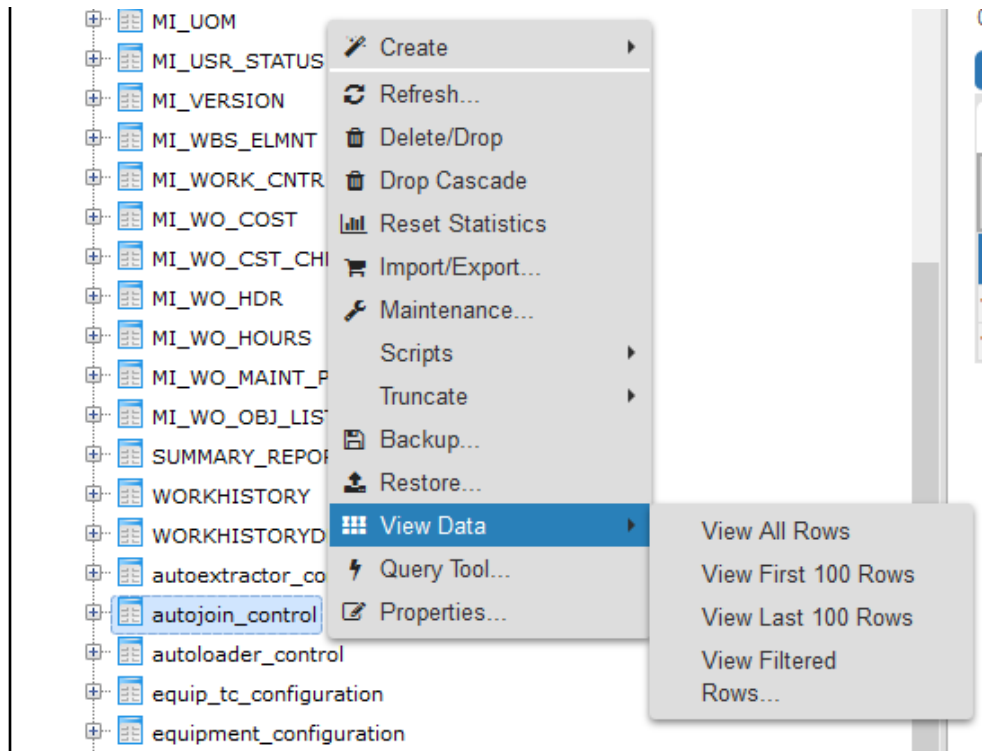 MI_UOM
MI_USR_STATUS
MI_VERSION
MI_WBS_ELMNT
MI_WORK_CNTR
MI_WO_COST
MI_WO_CST_CH
MI_WO_HDR
MI_WO_HOURS
MI_WO_MAINT_P
MI_WO_OBJ_LIS
SUMMARY_REPO
WORKHISTORY
WORKHISTORYD
autoextractor_co
autojoin_control
autoloader_control
equip_tc_configuration
equipment_configuration
Create
Refresh...
Delete/Drop
Drop Cascade
Reset Statistics
Import/Export...
Maintenance...
Scripts
Truncate
Backup...
Restore...
View Data
Query Tool...
Properties...
View All Rows
View First 100 Rows
View Last 100 Rows
View Filtered
Rows...